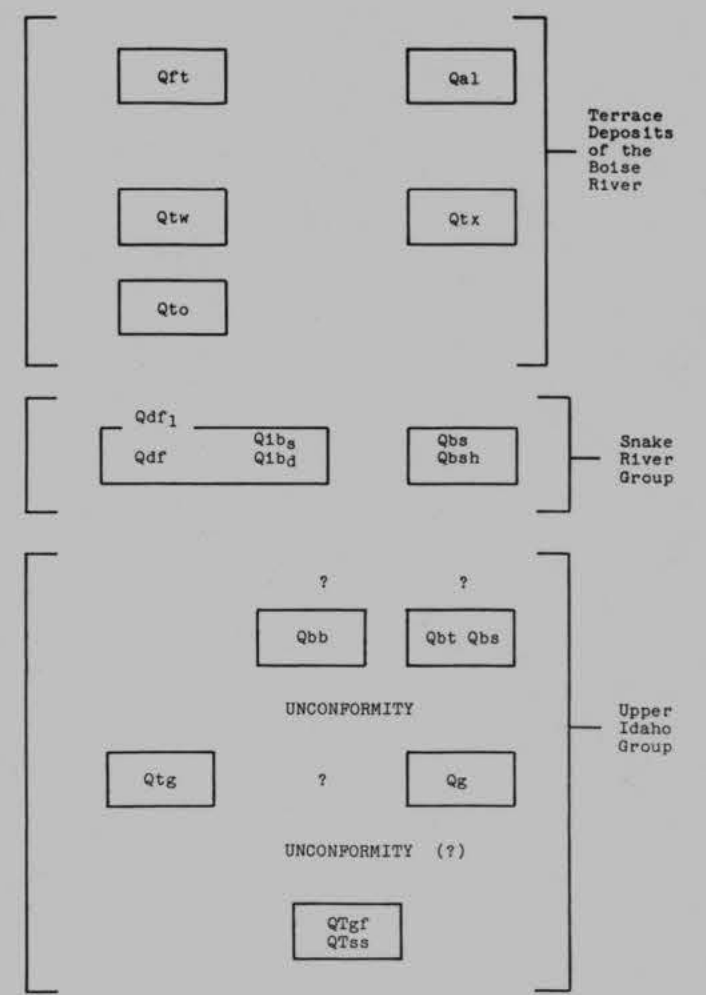 Qft
Qal
Terrace
Deposits
of the
Boise
River
Qtw
Qtx
Qto
Qdf1
Qibs
Qdf
Qibd
Qbs
Qbsh
Snake
River
Group
?
?
Qbb
Qbt Qbs
UNCONFORMITY
Upper
Idaho
Group
Qtg
?
Qg
UNCONFORMITY (?)
QTgf
QTss